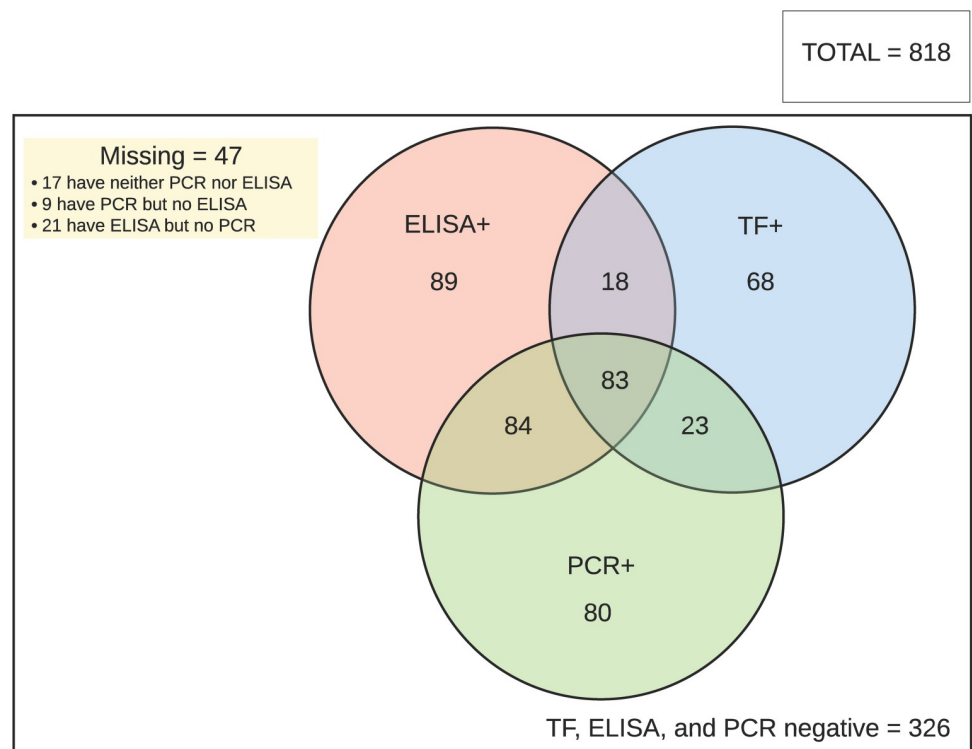 TOTAL = 818
Missing = 47
• 17 have neither PCR nor ELISA
• 9 have PCR but no ELISA
• 21 have ELISA but no PCR
ELISA+
TF+
89
18
68
83
84
23
PCR+
80
TF, ELISA, and PCR negative = 326